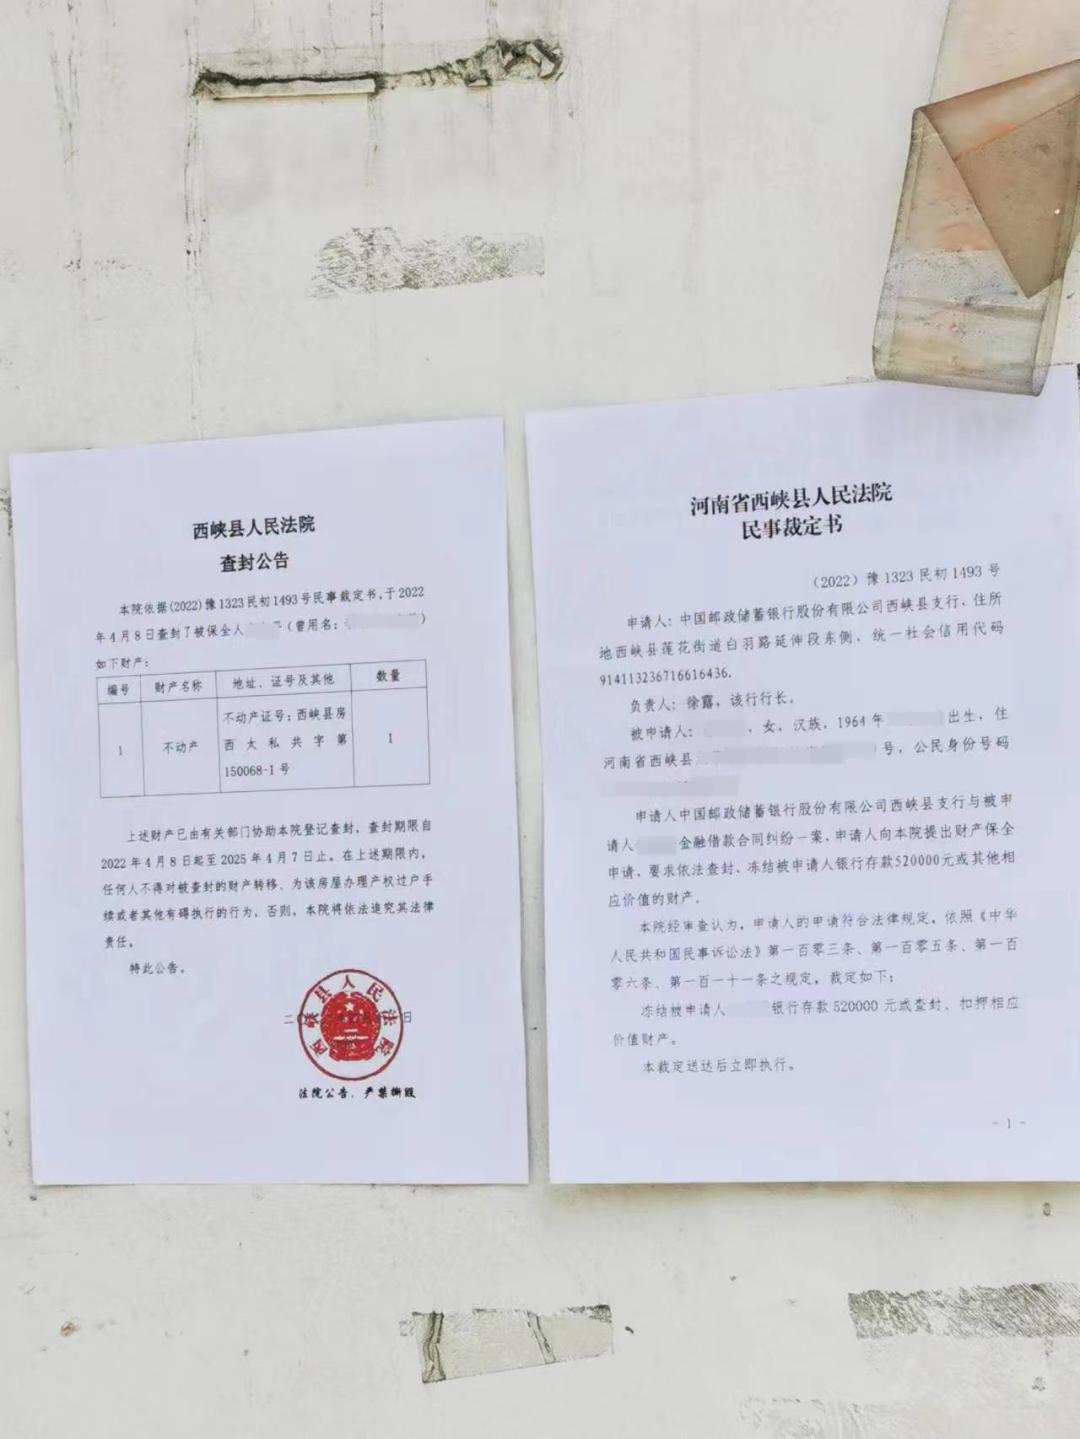 西峡县人民法院
查封公告
本院依据(2022)豫1323民初1493号民事裁定书,于2022
年4月8日查封了被保全人 （曾用名： ）
如下财产：
编号 财产名称 地址、证号及其他 数量
不动产证号：西峡县房
1 不动产 西太私共字第 1
150068-1号
上述财产已由有关部门协助本院登记查封，查封期限自
2022年4月8日起至2025年4月7日止。在上述期限内，
任何人不得对被查封的财产转移、为该房屋办理产权过户手
续或者其他有碍执行的行为，否则，本院将依法追究其法律
责任。
特此公告。
西峡县人民法院
二〇 日
法院公告，严禁撕毁
河南省西峡县人民法院
民事裁定书
（2022）豫1323民初1493号
申请人：中国邮政储蓄银行股份有限公司西峡县支行，住所
地西峡县莲花街道白羽路延伸段东侧，统一社会信用代码
914113236716616436.
负责人：徐露，该行行长。
被申请人： ，女，汉族，1964年 出生，住
河南省西峡县 号，公民身份号码
申请人中国邮政储蓄银行股份有限公司西峡县支行与被申
请人 金融借款合同纠纷一案，申请人向本院提出财产保全
申请，要求依法查封、冻结被申请人银行存款520000元或其他相
应价值的财产。
本院经审查认为，申请人的申请符合法律规定，依照《中华
人民共和国民事诉讼法》第一百零三条、第一百零五条、第一百
零六条、第一百一十一条之规定，裁定如下：
冻结被申请人 银行存款520000元或查封、扣押相应
价值财产。
本裁定送达后立即执行。
- 1 -